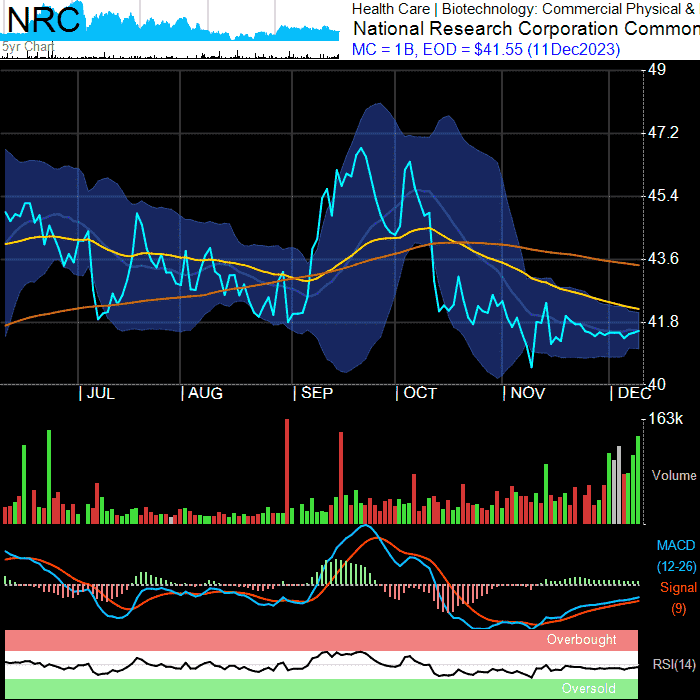 NRC
5yr Chart
Health Care | Biotechnology: Commercial Physical &
National Research Corporation Common
MC = 1B, EOD = $41.55 (11Dec2023)
49
47.2
45.4
43.6
41.8
40
| JUL
| AUG
| SEP
| OCT
| NOV
| DEC
163k
Volume
MACD
(12-26)
Signal
(9)
Overbought
RSI(14)
Oversold